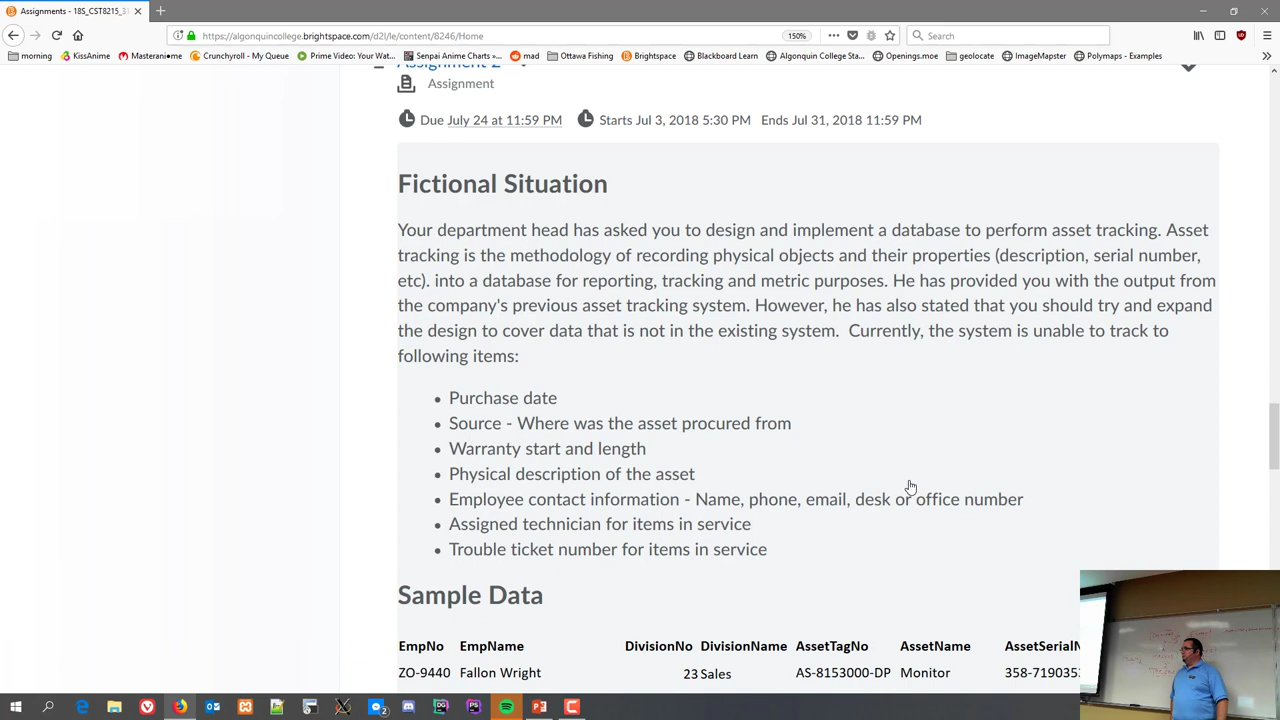 Assignments - 18S_CST8215_31
https://algonquincollege.brightspace.com/d2l/le/content/8246/Home
150%
Search
morning
KissAnime
Masteranime
Crunchyroll - My Queue
Prime Video: Your Wat...
Senpai Anime Charts ...
mad
Ottawa Fishing
Brightspace
Blackboard Learn
Algonquin College Sta...
Openings.moe
geolocate
ImageMapster
Polymaps - Examples
Assignment 2
Assignment
Due July 24 at 11:59 PM Starts Jul 3, 2018 5:30 PM Ends Jul 31, 2018 11:59 PM
Fictional Situation
Your department head has asked you to design and implement a database to perform asset tracking. Asset
tracking is the methodology of recording physical objects and their properties (description, serial number,
etc). into a database for reporting, tracking and metric purposes. He has provided you with the output from
the company's previous asset tracking system. However, he has also stated that you should try and expand
the design to cover data that is not in the existing system. Currently, the system is unable to track to
following items:
• Purchase date
• Source - Where was the asset procured from
• Warranty start and length
• Physical description of the asset
• Employee contact information - Name, phone, email, desk or office number
• Assigned technician for items in service
• Trouble ticket number for items in service
Sample Data
EmpNo EmpName DivisionNo DivisionName AssetTagNo AssetName AssetSerialN
ZO-9440 Fallon Wright 23 Sales AS-8153000-DP Monitor 358-7190353